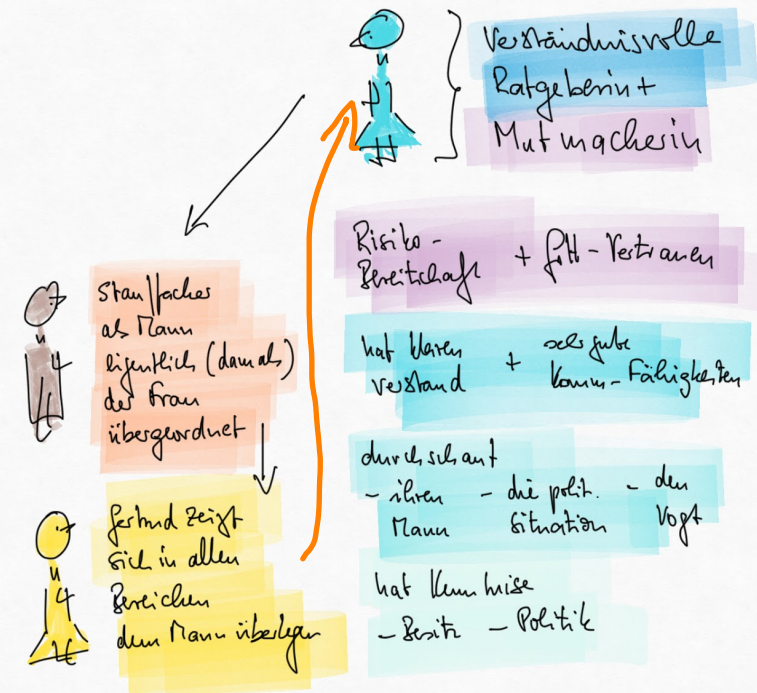 Verständnisvolle
Ratgeberin +
Mutmacherin
Risiko-
Bereitschaft + Gott-Vertrauen
Stauffacher
als Mann
eigentlich (damals)
der Frau
übergeordnet
hat klaren
Verstand + sehr gute
Komm-Fähigkeiten
durchschaut
- ihren
Mann
- die polit.
Situation
- den
Vogt
Gertrud zeigt
sich in allen
Bereichen
dem Mann überlegen
hat Kenntnise
- Besitz - Politik